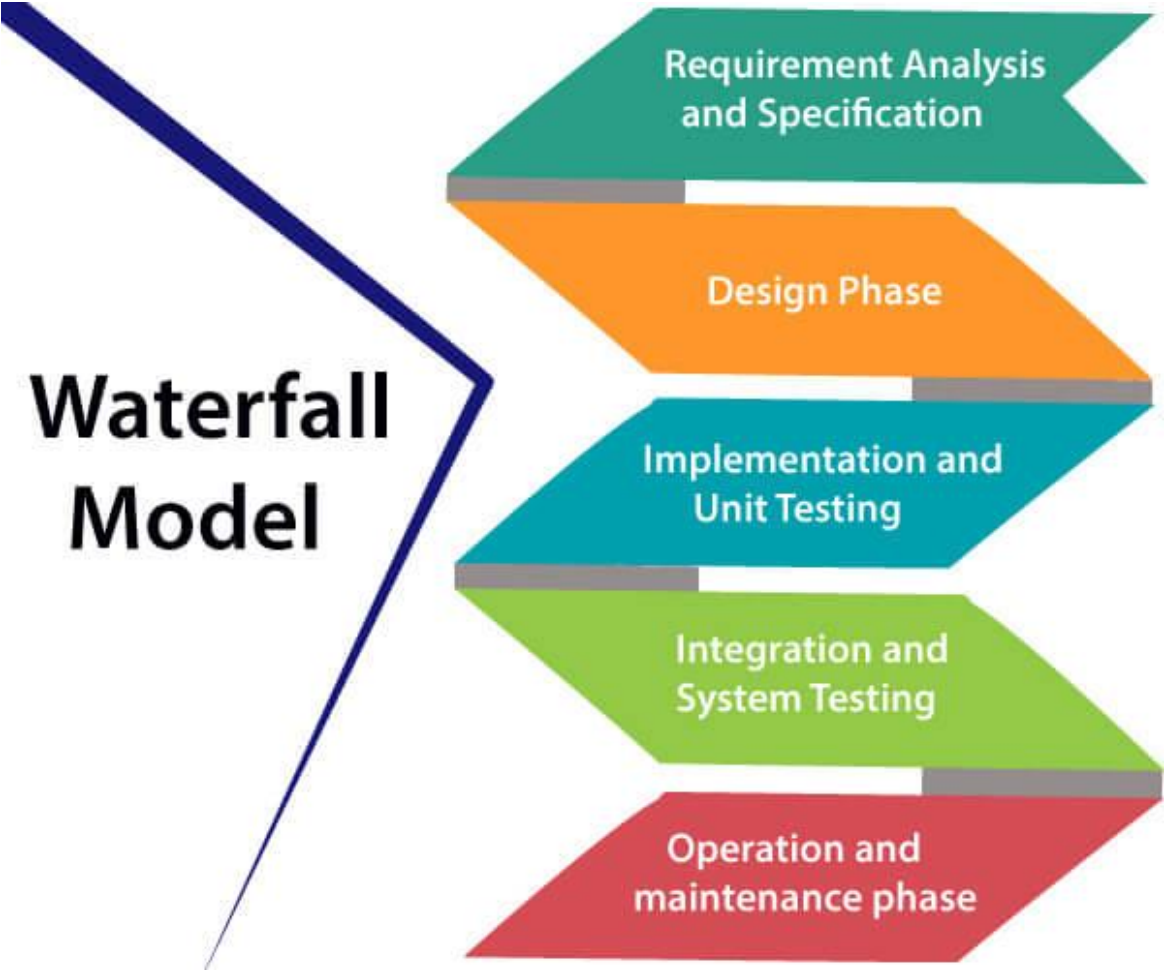 Waterfall
Model
Requirement Analysis
and Specification
Design Phase
Implementation and
Unit Testing
Integration and
System Testing
Operation and
maintenance phase